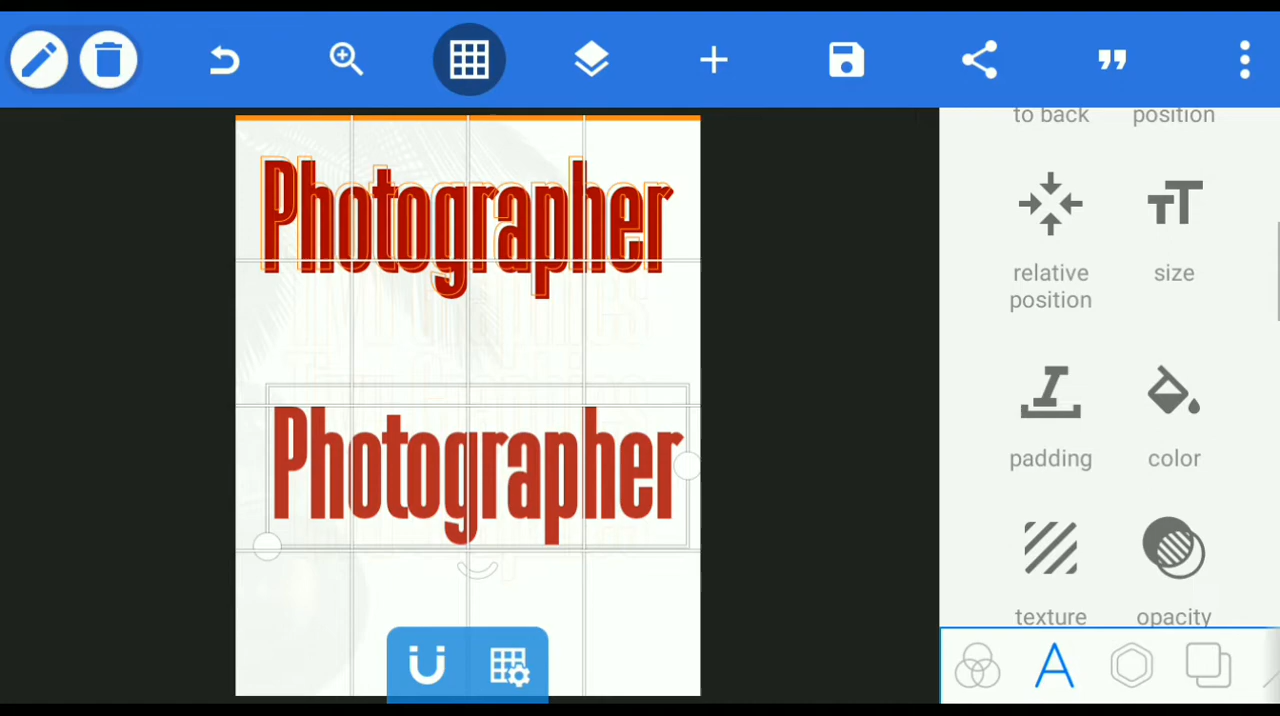 to back position
Photographer
relative position
size
Photographer
padding
color
texture
opacity